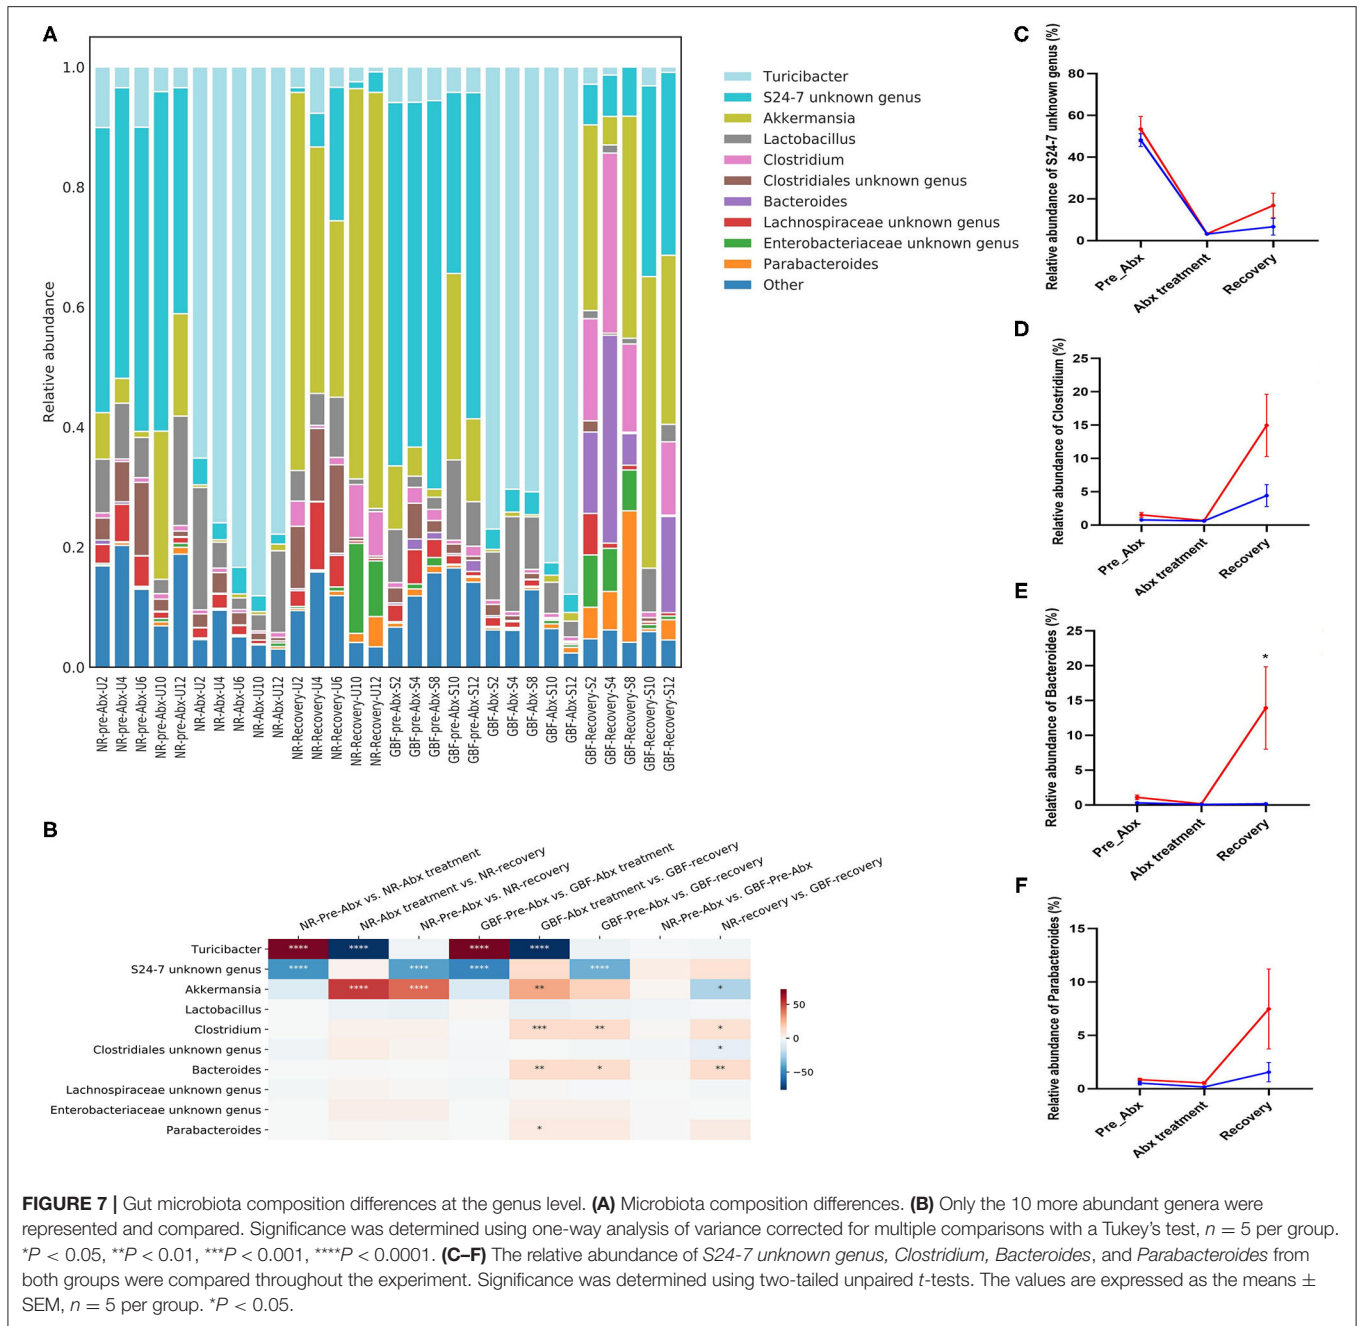 A
1.0
0.8
0.6
0.4
0.2
0.0
Relative abundance
NR-pre-Abx-U2
NR-pre-Abx-U4
NR-pre-Abx-U6
NR-pre-Abx-U10
NR-pre-Abx-U12
NR-Abx-U2
NR-Abx-U4
NR-Abx-U6
NR-Abx-U10
NR-Abx-U12
NR-Recovery-U2
NR-Recovery-U4
NR-Recovery-U6
NR-Recovery-U10
NR-Recovery-U12
GBF-pre-Abx-S2
GBF-pre-Abx-S4
GBF-pre-Abx-S8
GBF-pre-Abx-S10
GBF-pre-Abx-S12
GBF-Abx-S2
GBF-Abx-S4
GBF-Abx-S8
GBF-Abx-S10
GBF-Abx-S12
GBF-Recovery-S2
GBF-Recovery-S4
GBF-Recovery-S8
GBF-Recovery-S10
GBF-Recovery-S12
Turicibacter
S24-7 unknown genus
Akkermansia
Lactobacillus
Clostridium
Clostridiales unknown genus
Bacteroides
Lachnospiraceae unknown genus
Enterobacteriaceae unknown genus
Parabacteroides
Other
C
Relative abundance of S24-7 unknown genus (%)
80
60
40
20
0
Pre_Abx
Abx treatment
Recovery
D
Relative abundance of Clostridium (%)
25
20
15
10
5
0
Pre_Abx
Abx treatment
Recovery
E
Relative abundance of Bacteroides (%)
25
20
15
10
5
0
*
Pre_Abx
Abx treatment
Recovery
F
Relative abundance of Parabacteroides (%)
15
10
5
0
Pre_Abx
Abx treatment
Recovery
B
NR-Pre-Abx vs. NR-Abx treatment
NR-Abx treatment vs. NR-recovery
NR-Pre-Abx vs. NR-recovery
GBF-Pre-Abx vs. GBF-Abx treatment
GBF-Abx treatment vs. GBF-recovery
GBF-Pre-Abx vs. GBF-recovery
NR-Pre-Abx vs. GBF-Pre-Abx
NR-recovery vs. GBF-recovery
Turicibacter **** **** **** ****
S24-7 unknown genus **** **** **** ****
Akkermansia **** **** ** *
Lactobacillus
Clostridium *** ** *
Clostridiales unknown genus *
Bacteroides ** * **
Lachnospiraceae unknown genus
Enterobacteriaceae unknown genus
Parabacteroides *
50
0
−50
FIGURE 7 | Gut microbiota composition differences at the genus level. (A) Microbiota composition differences. (B) Only the 10 more abundant genera were
represented and compared. Significance was determined using one-way analysis of variance corrected for multiple comparisons with a Tukey's test, n = 5 per group.
*P < 0.05, **P < 0.01, ***P < 0.001, ****P < 0.0001. (C–F) The relative abundance of S24-7 unknown genus, Clostridium, Bacteroides, and Parabacteroides from
both groups were compared throughout the experiment. Significance was determined using two-tailed unpaired t-tests. The values are expressed as the means ±
SEM, n = 5 per group. *P < 0.05.